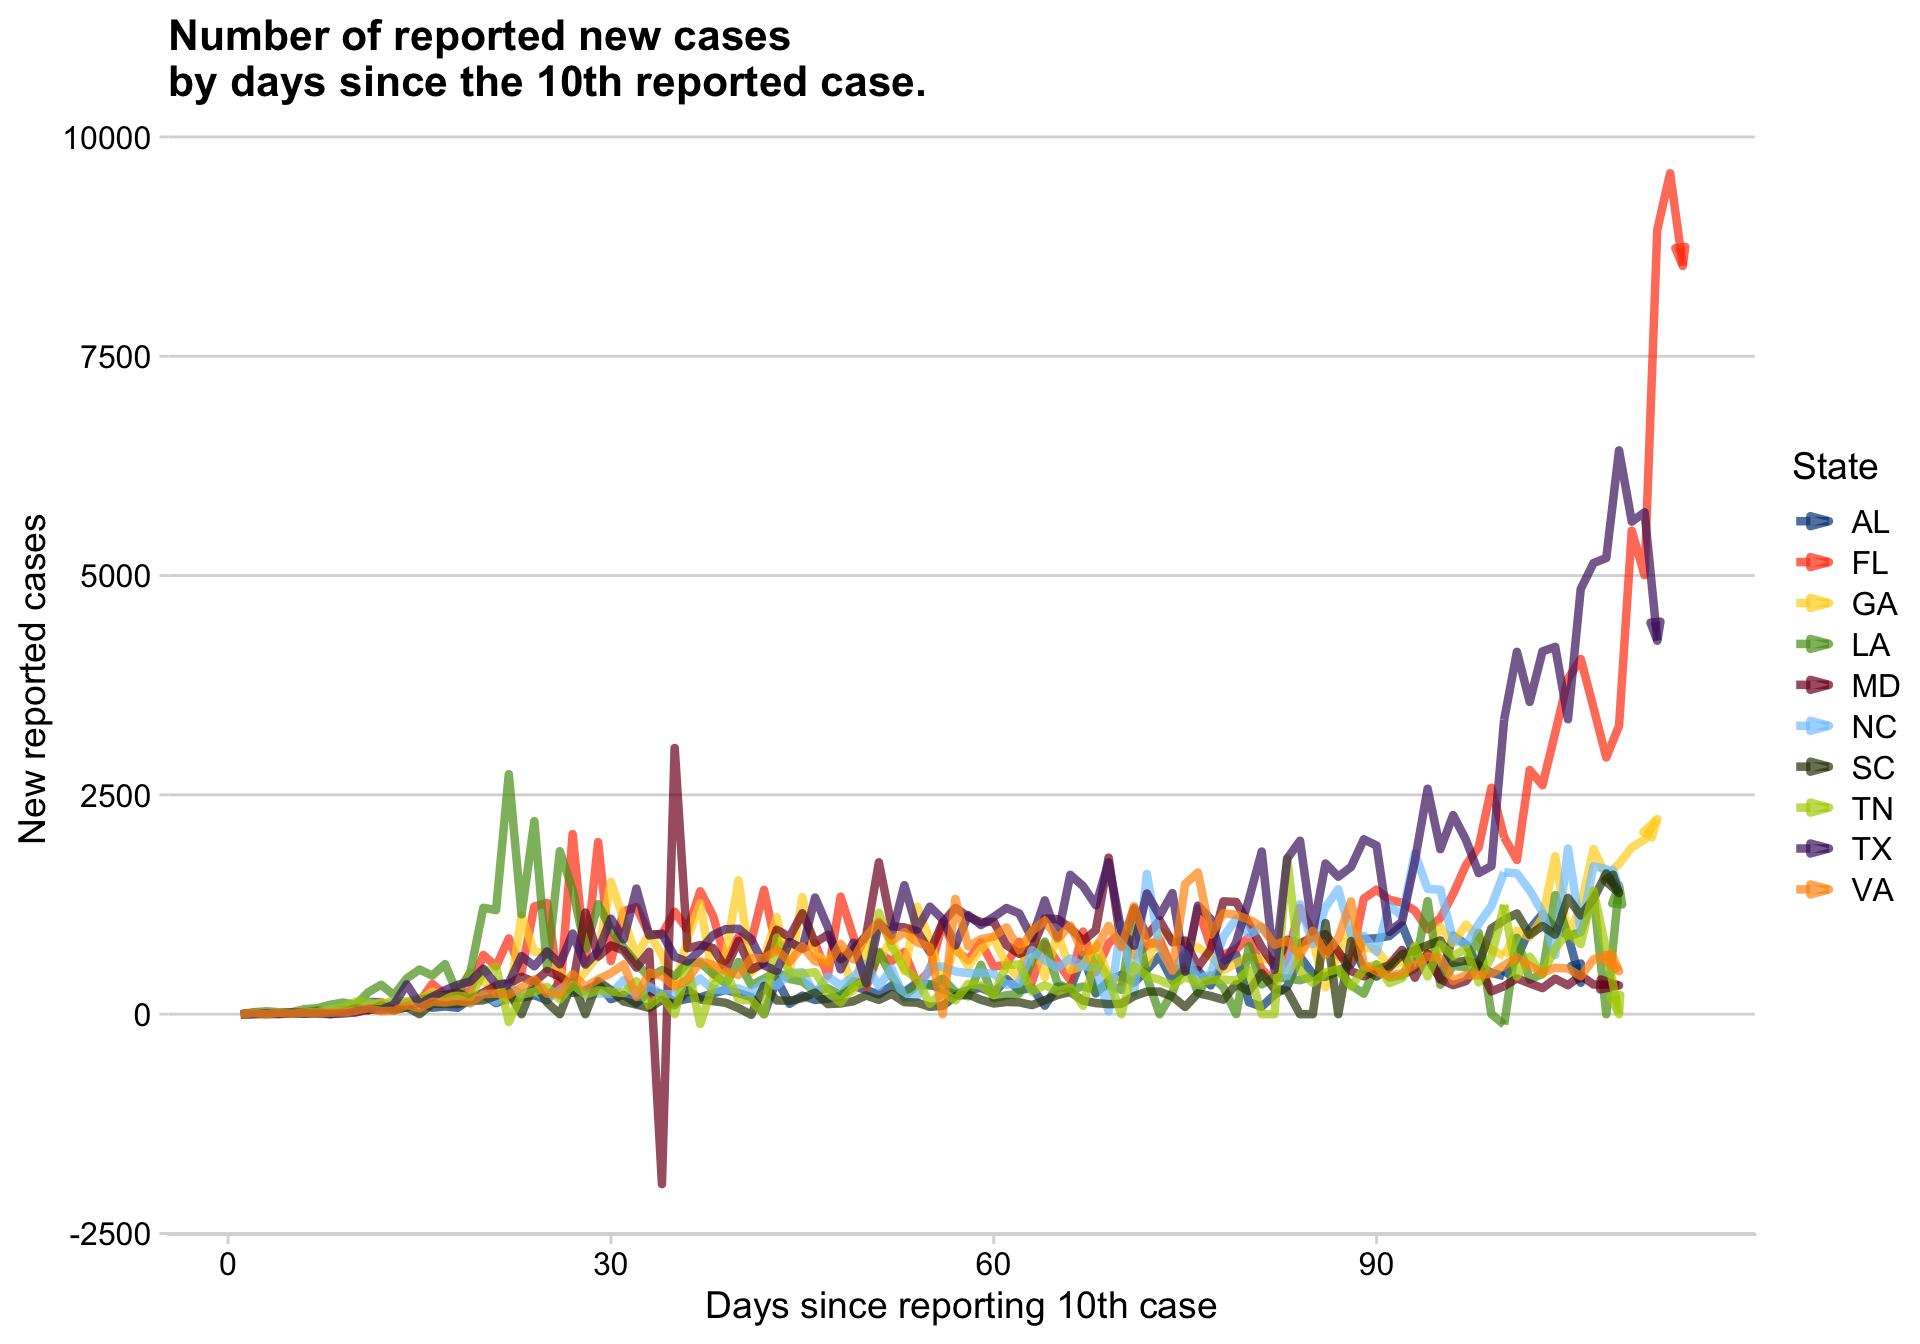 Number of reported new cases
by days since the 10th reported case.
10000
7500
5000
2500
0
-2500
New reported cases
0
30
60
90
Days since reporting 10th case
State
AL
FL
GA
LA
MD
NC
SC
TN
TX
VA